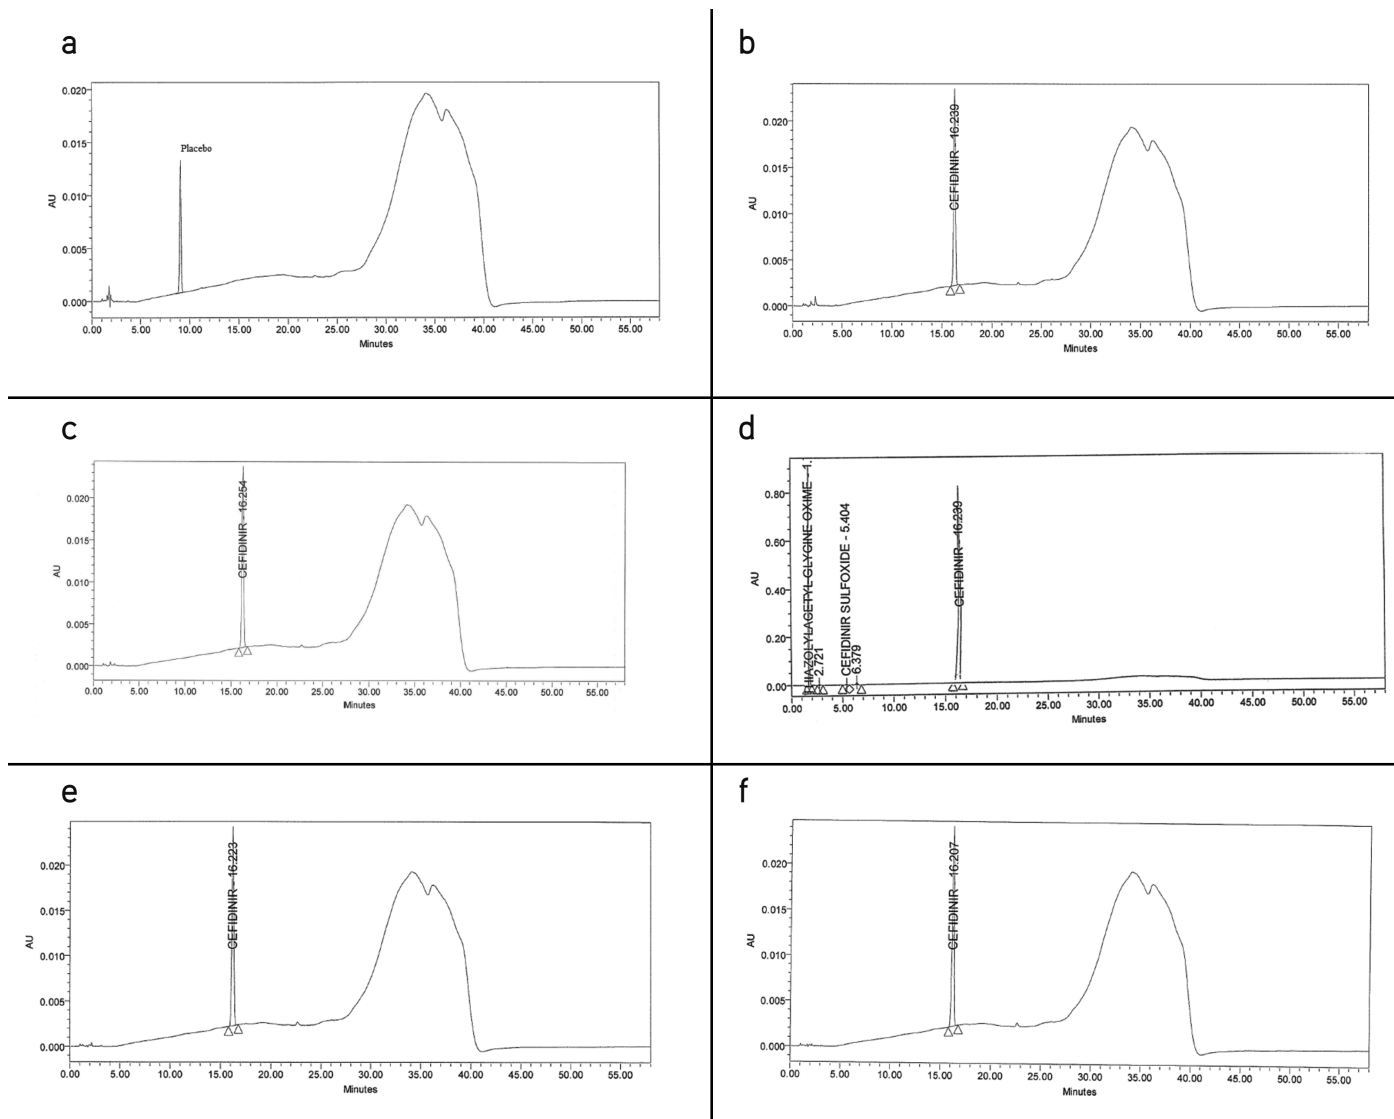 a
0.020
0.015
0.010
0.005
0.000
AU
Placebo
0.00 5.00 10.00 15.00 20.00 25.00 30.00 35.00 40.00 45.00 50.00 55.00
Minutes
b
0.020
0.015
0.010
0.005
0.000
AU
CEFIDINIR - 16.239
0.00 5.00 10.00 15.00 20.00 25.00 30.00 35.00 40.00 45.00 50.00 55.00
Minutes
c
0.020
0.015
0.010
0.005
0.000
AU
CEFIDINIR - 16.254
0.00 5.00 10.00 15.00 20.00 25.00 30.00 35.00 40.00 45.00 50.00 55.00
Minutes
d
0.80
0.60
0.40
0.20
0.00
AU
HIAZOLYLAGETYL GLYCINE OXIME - 1.
2.721
CEFIDINIR SULFOXIDE - 5.404
6.379
CEFIDINIR - 16.239
0.00 5.00 10.00 15.00 20.00 25.00 30.00 35.00 40.00 45.00 50.00 55.00
Minutes
e
0.020
0.015
0.010
0.005
0.000
AU
CEFIDINIR - 16.223
0.00 5.00 10.00 15.00 20.00 25.00 30.00 35.00 40.00 45.00 50.00 55.00
Minutes
f
0.020
0.015
0.010
0.005
0.000
AU
CEFIDINIR - 16.207
0.00 5.00 10.00 15.00 20.00 25.00 30.00 35.00 40.00 45.00 50.00 55.00
Minutes